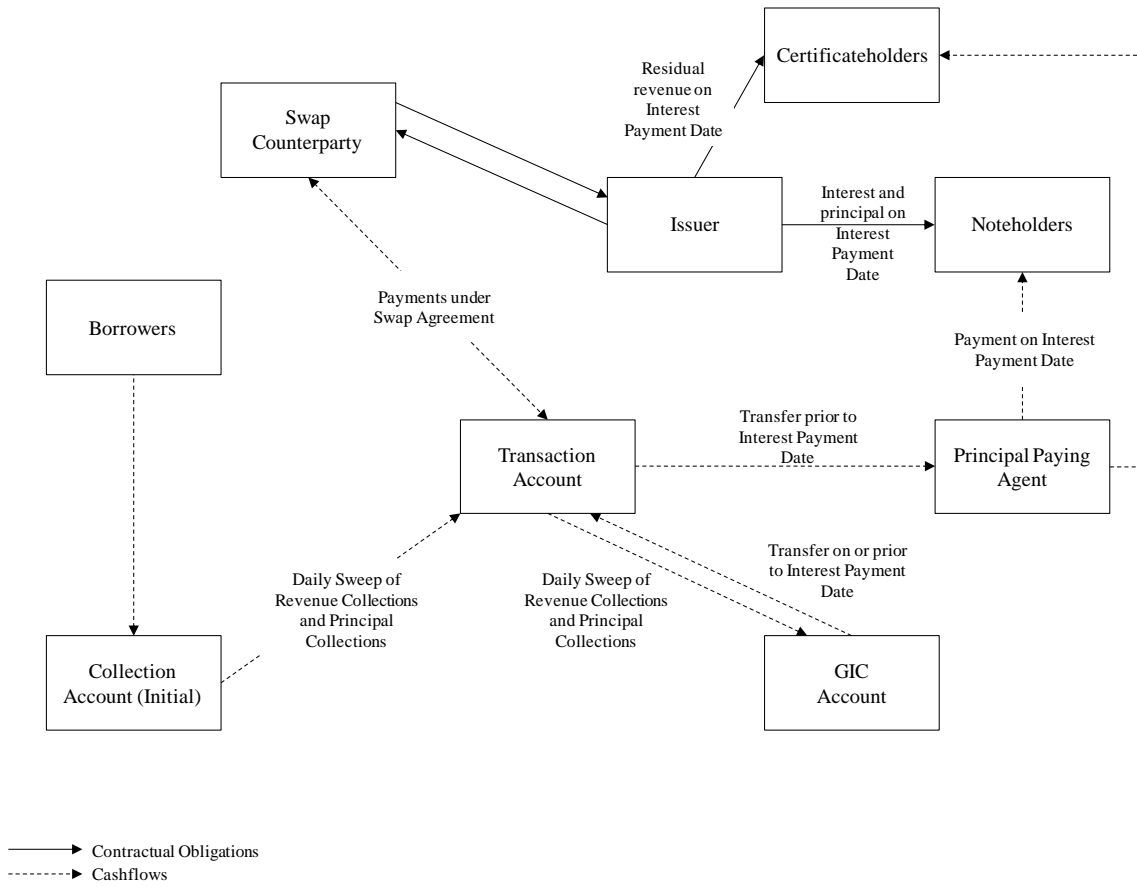 Certificateholders
Residual
revenue on
Interest
Payment Date
Swap
Counterparty
Issuer
Interest and
principal on
Interest
Payment
Date
Noteholders
Borrowers
Payments under
Swap Agreement
Payment on Interest
Payment Date
Transaction
Account
Transfer prior to
Interest Payment
Date
Principal Paying
Agent
Daily Sweep of
Revenue Collections
and Principal
Collections
Daily Sweep of
Revenue Collections
and Principal
Collections
Transfer on or prior
to Interest Payment
Date
Collection
Account (Initial)
GIC
Account
Contractual Obligations
Cashflows